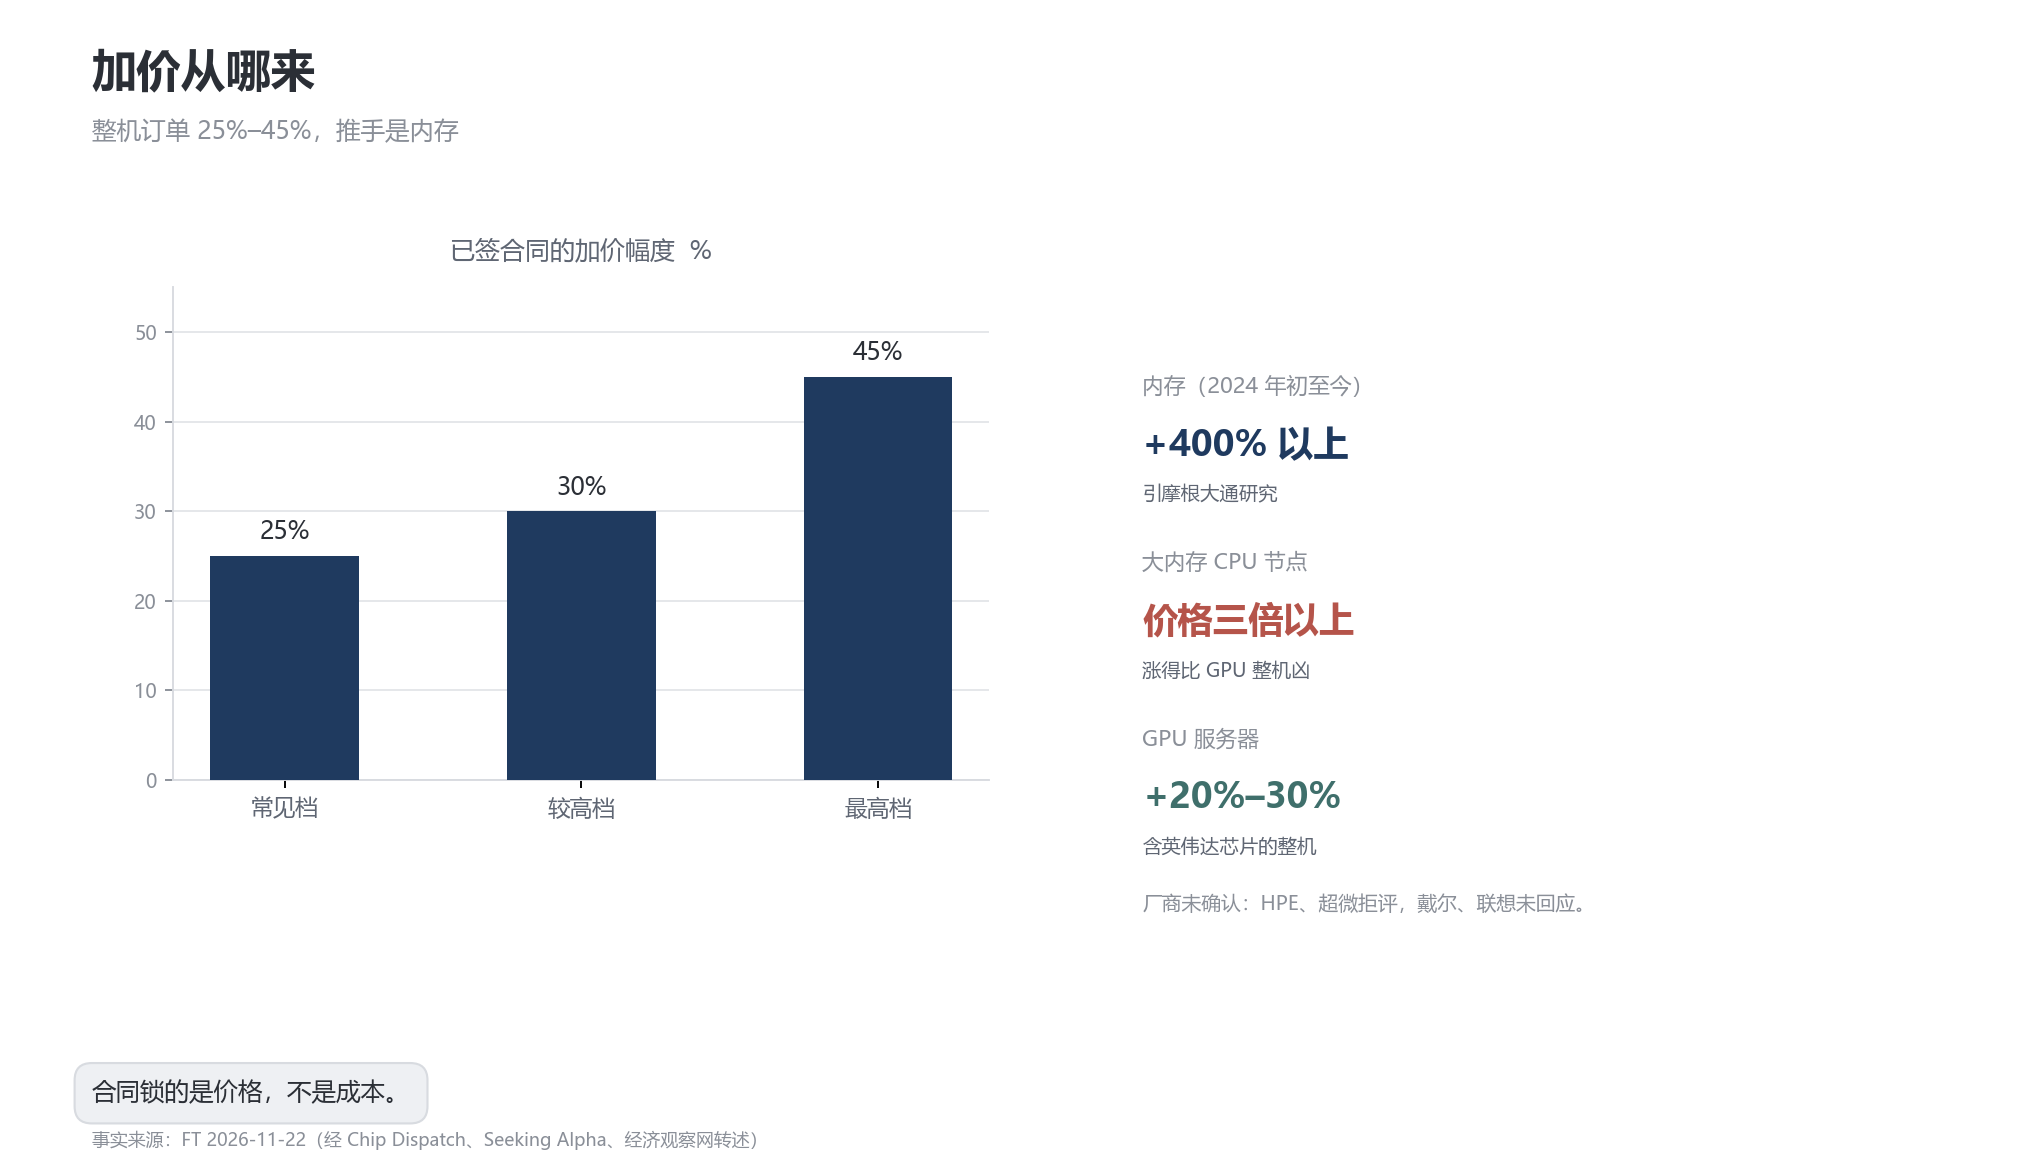 加价从哪来
整机订单 25%–45%，推手是内存
已签合同的加价幅度 %
50
40
30
20
10
0
25%
30%
45%
常见档
较高档
最高档
内存（2024 年初至今）
+400% 以上
引摩根大通研究
大内存 CPU 节点
价格三倍以上
涨得比 GPU 整机凶
GPU 服务器
+20%–30%
含英伟达芯片的整机
厂商未确认：HPE、超微拒评，戴尔、联想未回应。
合同锁的是价格，不是成本。
事实来源：FT 2026-11-22（经 Chip Dispatch、Seeking Alpha、经济观察网转述）